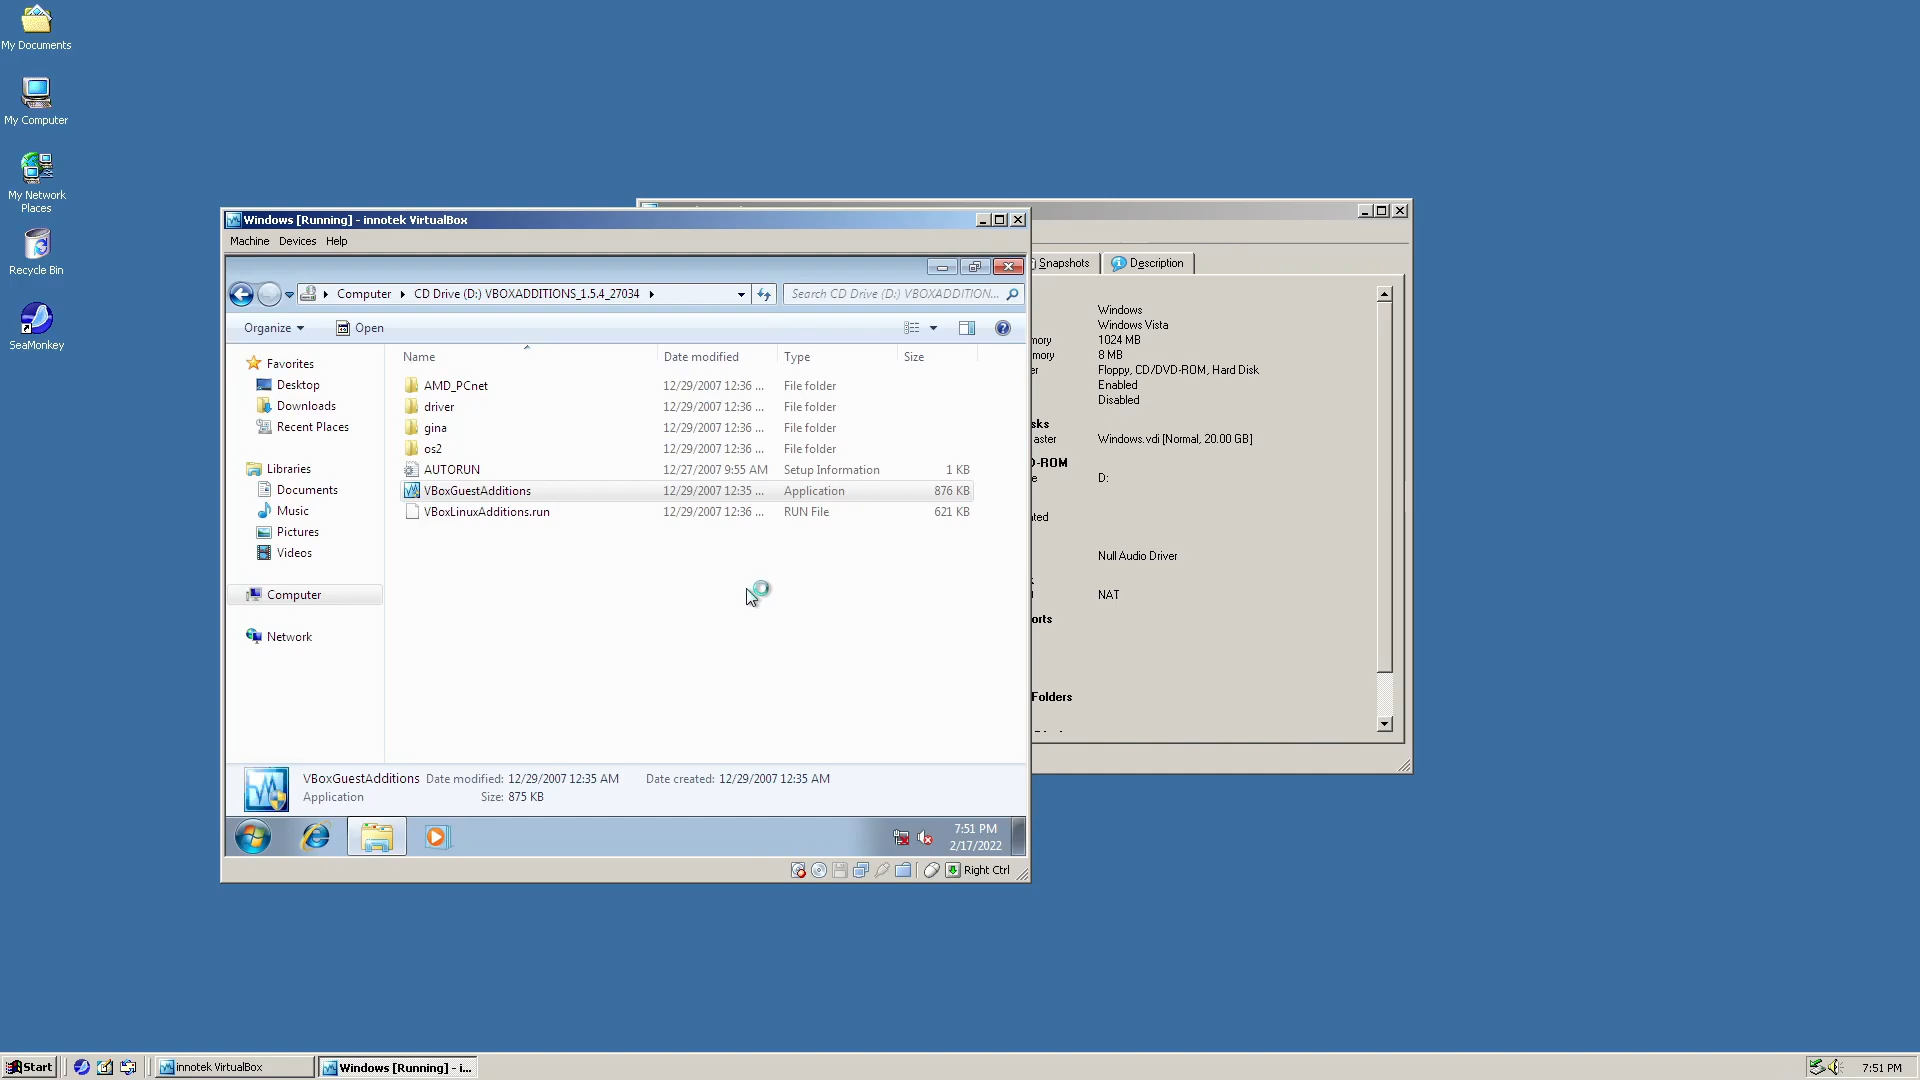 My Documents
My Computer
My Network
Places
Recycle Bin
SeaMonkey
Windows [Running] - innotek VirtualBox
Machine Devices Help
Computer CD Drive (D:) VBOXADDITIONS_1.5.4_27034
Search CD Drive (D:) VBOXADDITION...
Organize Open
Name Date modified Type Size
Favorites
Desktop
Downloads
Recent Places
Libraries
Documents
Music
Pictures
Videos
Computer
Network
AMD_PCnet 12/29/2007 12:36 ... File folder
driver 12/29/2007 12:36 ... File folder
gina 12/29/2007 12:36 ... File folder
os2 12/29/2007 12:36 ... File folder
AUTORUN 12/27/2007 9:55 AM Setup Information 1 KB
VBoxGuestAdditions 12/29/2007 12:35 ... Application 876 KB
VBoxLinuxAdditions.run 12/29/2007 12:36 ... RUN File 621 KB
VBoxGuestAdditions Date modified: 12/29/2007 12:35 AM Date created: 12/29/2007 12:35 AM
Application Size: 875 KB
7:51 PM
2/17/2022
Right Ctrl
Snapshots Description
Windows
Windows Vista
mory 1024 MB
mory 8 MB
er Floppy, CD/DVD-ROM, Hard Disk
Enabled
Disabled
sks
aster Windows.vdi [Normal, 20.00 GB]
D-ROM
e D:
ated
Null Audio Driver
NAT
orts
Folders
Start innotek VirtualBox Windows [Running] - i... 7:51 PM